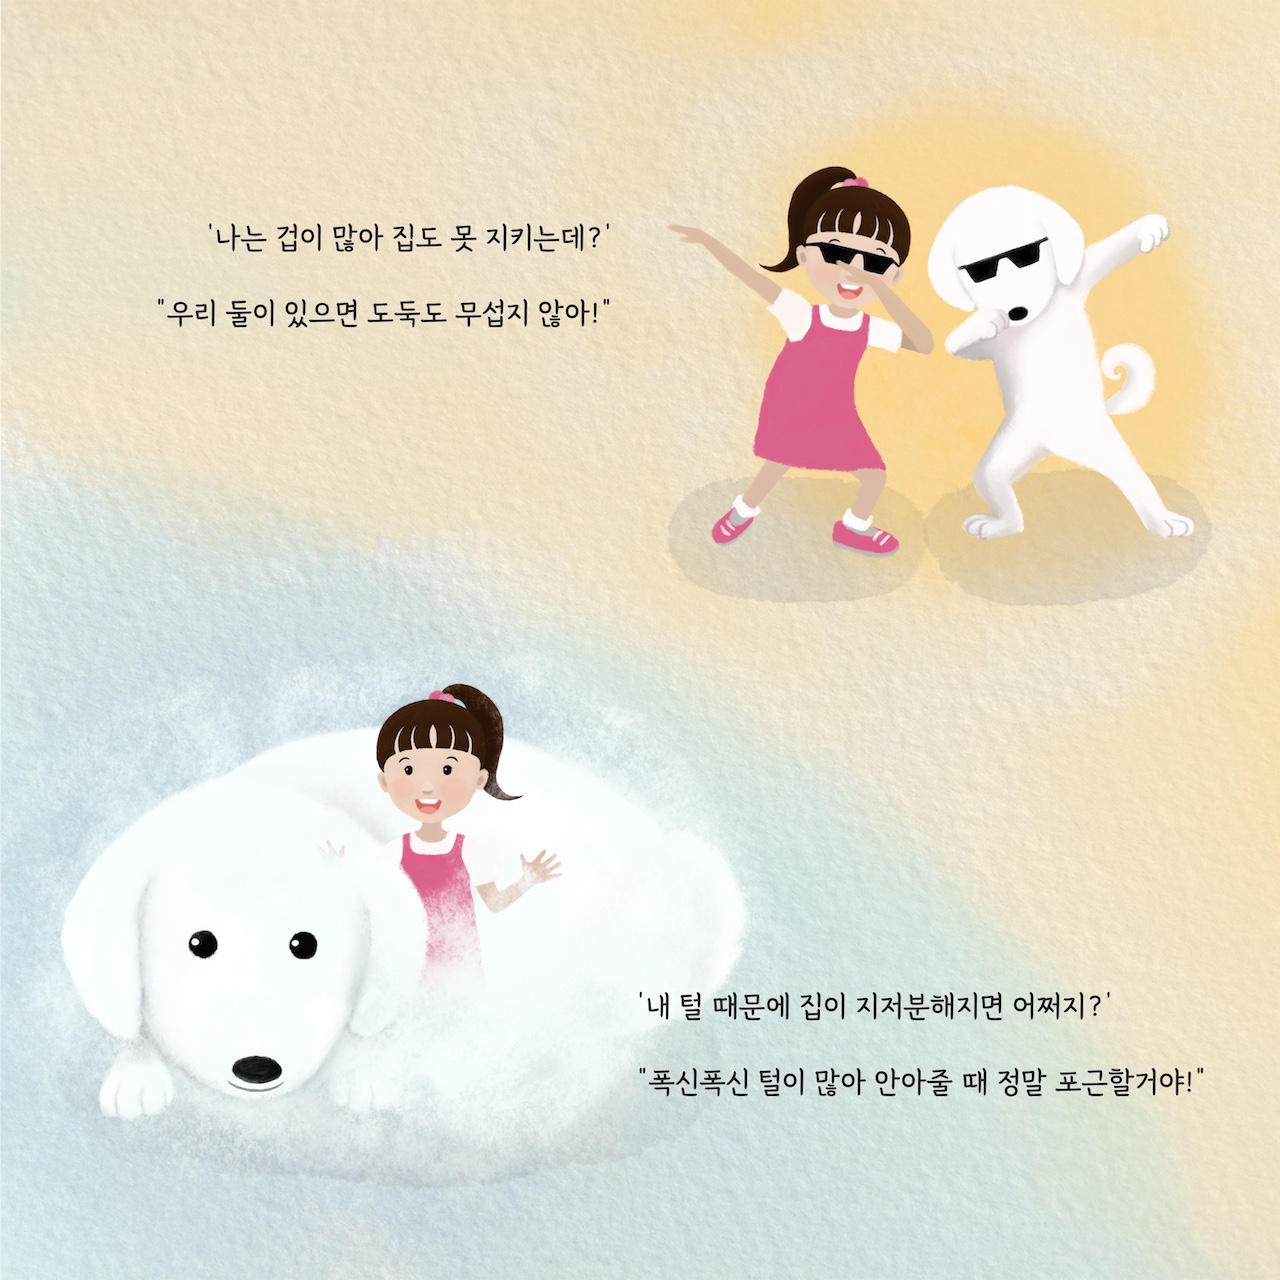 '나는 겁이 많아 집도 못 지키는데?'
"우리 둘이 있으면 도둑도 무섭지 않아!"
'내 털 때문에 집이 지저분해지면 어쩌지?'
"폭신폭신 털이 많아 안아줄 때 정말 포근할거야!"